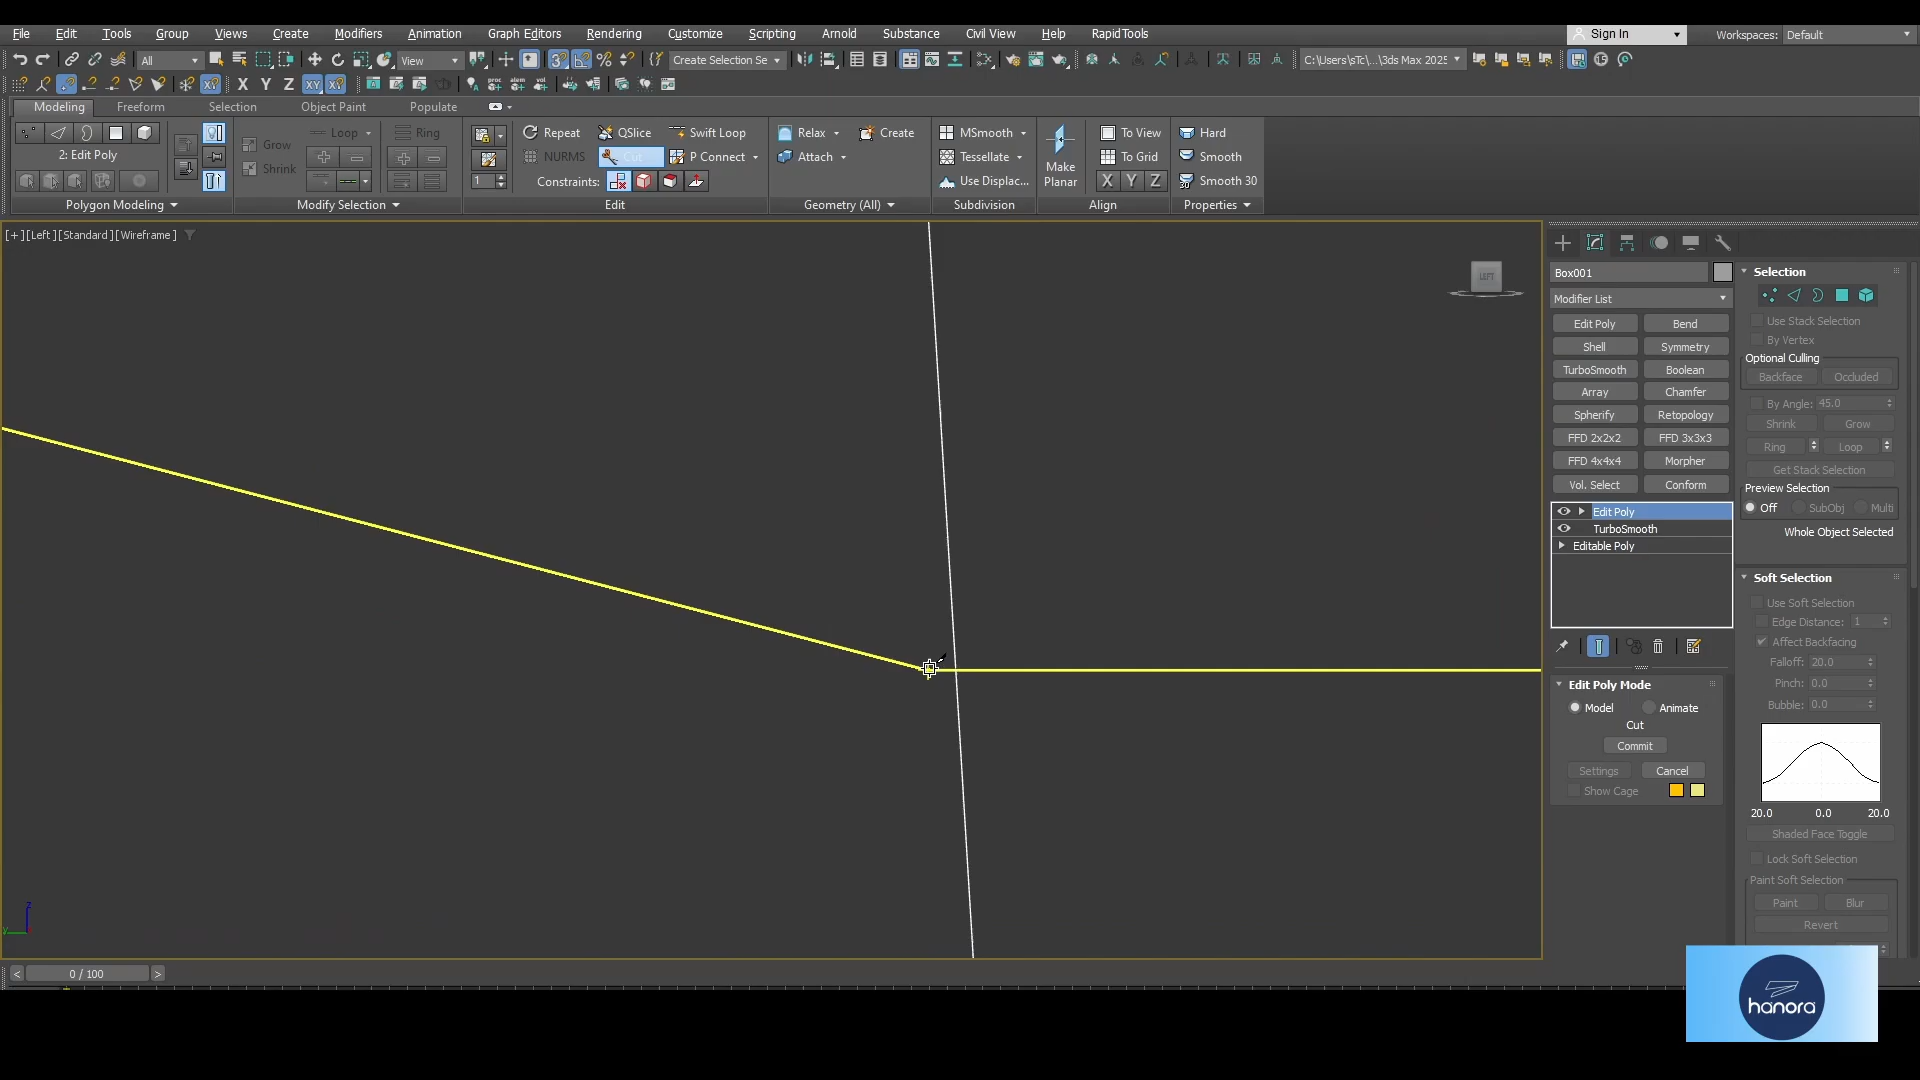 File Edit Tools Group Views Create Modifiers Animation Graph Editors Rendering Customize Scripting Arnold Substance Civil View Help RapidTools Sign In Workspaces: Default
All View Create Selection Se C:\Users\sTc\...\3ds Max 2025
X Y Z XY
Modeling Freeform Selection Object Paint Populate
Loop Ring Repeat QSlice Swift Loop Relax Create MSmooth To View Hard
2: Edit Poly Grow Shrink NURMS Cut P Connect Attach Tessellate Make Planar To Grid Smooth
1 Constraints: Use Displac... X Y Z Smooth 30
Polygon Modeling Modify Selection Edit Geometry (All) Subdivision Align Properties
[+][Left][Standard][Wireframe]
LEFT
Box001
Modifier List
Edit Poly Bend
Shell Symmetry
TurboSmooth Boolean
Array Chamfer
Spherify Retopology
FFD 2x2x2 FFD 3x3x3
FFD 4x4x4 Morpher
Vol. Select Conform
Edit Poly
TurboSmooth
Editable Poly
Edit Poly Mode
Model Animate
Cut
Commit
Settings Cancel
Show Cage
Selection
Use Stack Selection
By Vertex
Optional Culling
Backface Occluded
By Angle: 45.0
Shrink Grow
Ring Loop
Get Stack Selection
Preview Selection
Off SubObj Multi
Whole Object Selected
Soft Selection
Use Soft Selection
Edge Distance: 1
Affect Backfacing
Falloff: 20.0
Pinch: 0.0
Bubble: 0.0
20.0 0.0 20.0
Shaded Face Toggle
Lock Soft Selection
Paint Soft Selection
Paint Blur
Revert
z
y
< 0 / 100 >
hanora